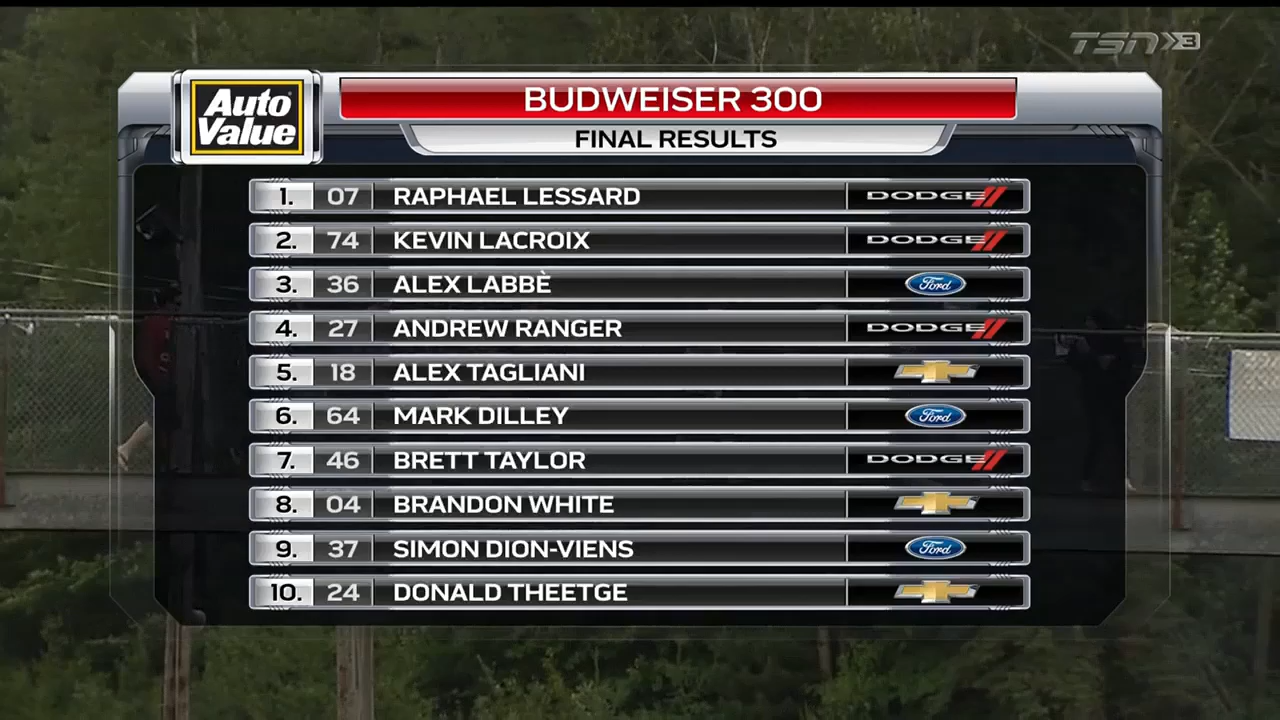 TSN 3
Auto Value
BUDWEISER 300
FINAL RESULTS
1. 07 RAPHAEL LESSARD DODGE
2. 74 KEVIN LACROIX DODGE
3. 36 ALEX LABBÈ Ford
4. 27 ANDREW RANGER DODGE
5. 18 ALEX TAGLIANI
6. 64 MARK DILLEY Ford
7. 46 BRETT TAYLOR DODGE
8. 04 BRANDON WHITE
9. 37 SIMON DION-VIENS Ford
10. 24 DONALD THEETGE